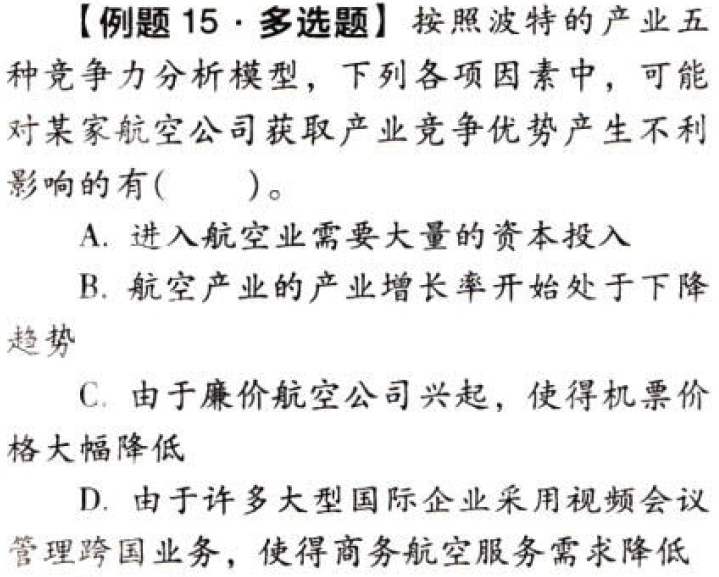 【例题 15·多选题】 按照波特的产业五
种竞争力分析模型，下列各项因素中，可能
对某家航空公司获取产业竞争优势产生不利
影响的有(　　)。
A. 进入航空业需要大量的资本投入
B. 航空产业的产业增长率开始处于下降
趋势
C. 由于廉价航空公司兴起，使得机票价
格大幅降低
D. 由于许多大型国际企业采用视频会议
管理跨国业务，使得商务航空服务需求降低